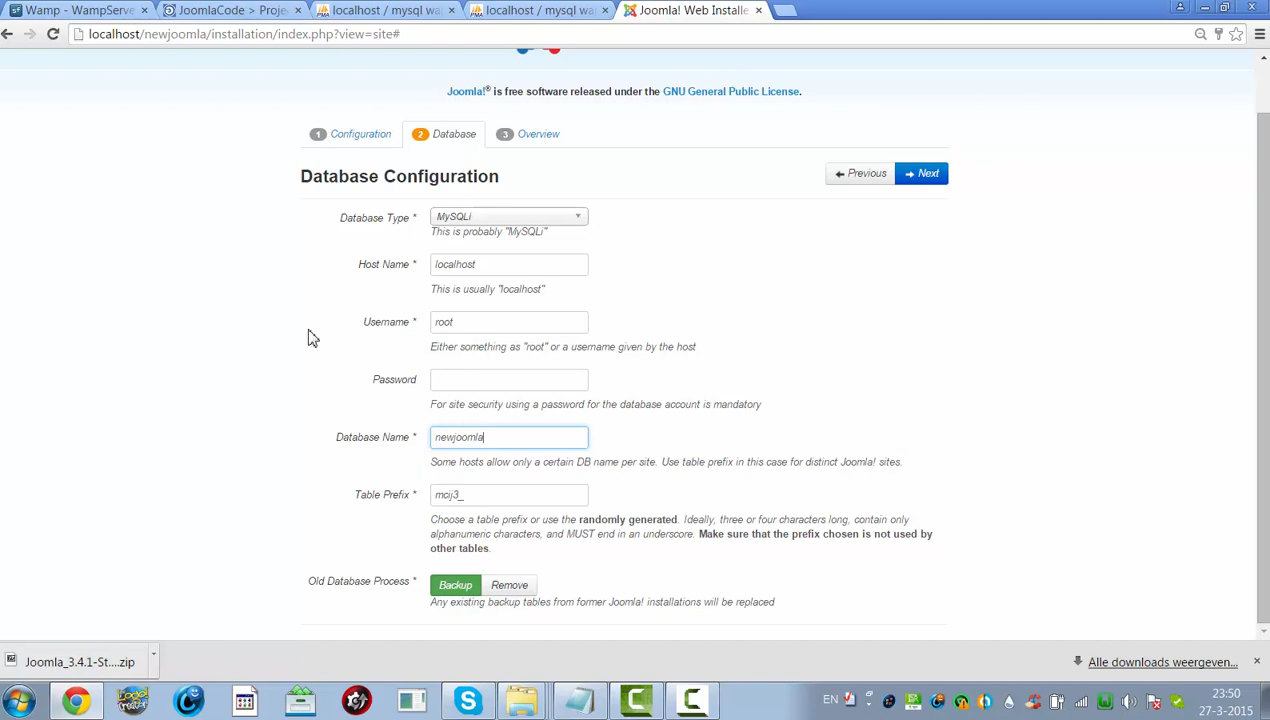 Wamp - WampServe
JoomlaCode > Proje
localhost / mysql wa
localhost / mysql wa
Joomla! Web Installe
localhost/newjoomla/installation/index.php?view=site#
Joomla!® is free software released under the GNU General Public License.
1 Configuration
2 Database
3 Overview
Database Configuration
Previous
Next
Database Type *
MySQLi
This is probably "MySQLi"
Host Name *
localhost
This is usually "localhost"
Username *
root
Either something as "root" or a username given by the host
Password
For site security using a password for the database account is mandatory
Database Name *
newjoomla
Some hosts allow only a certain DB name per site. Use table prefix in this case for distinct Joomla! sites.
Table Prefix *
mcij3_
Choose a table prefix or use the randomly generated. Ideally, three or four characters long, contain only
alphanumeric characters, and MUST end in an underscore. Make sure that the prefix chosen is not used by
other tables.
Old Database Process *
Backup
Remove
Any existing backup tables from former Joomla! installations will be replaced
Joomla_3.4.1-St....zip
Alle downloads weergeven...
EN
23:50
27-3-2015